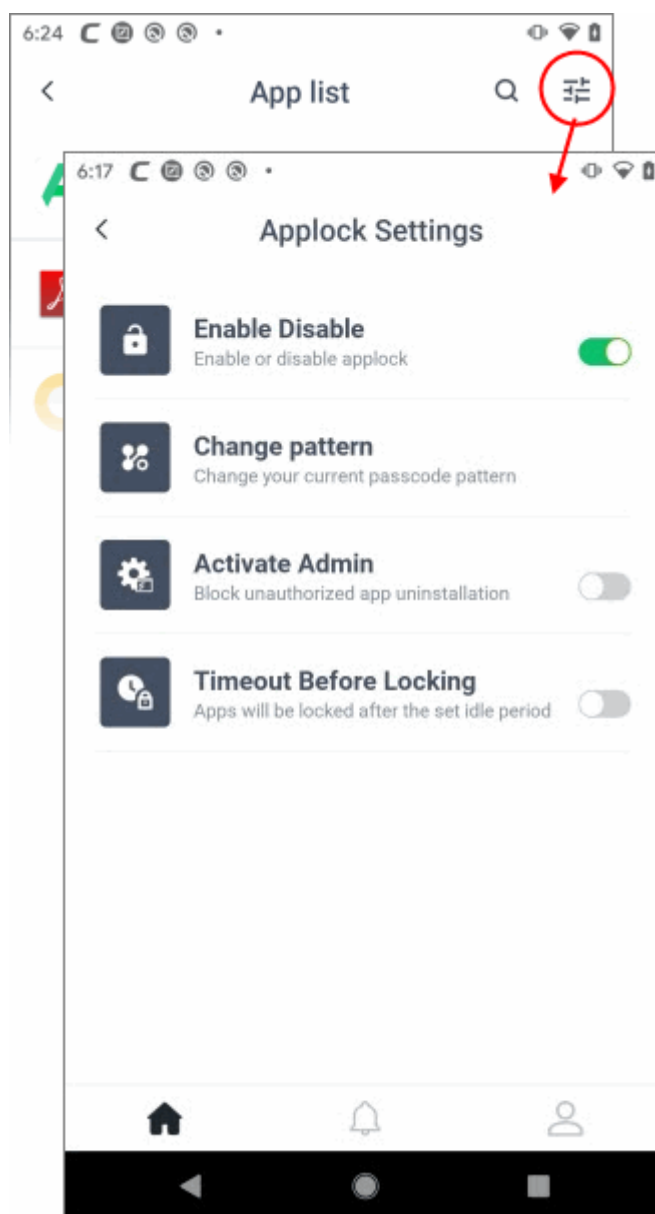 6:24
App list
6:17
Applock Settings
Enable Disable
Enable or disable applock
Change pattern
Change your current passcode pattern
Activate Admin
Block unauthorized app uninstallation
Timeout Before Locking
Apps will be locked after the set idle period